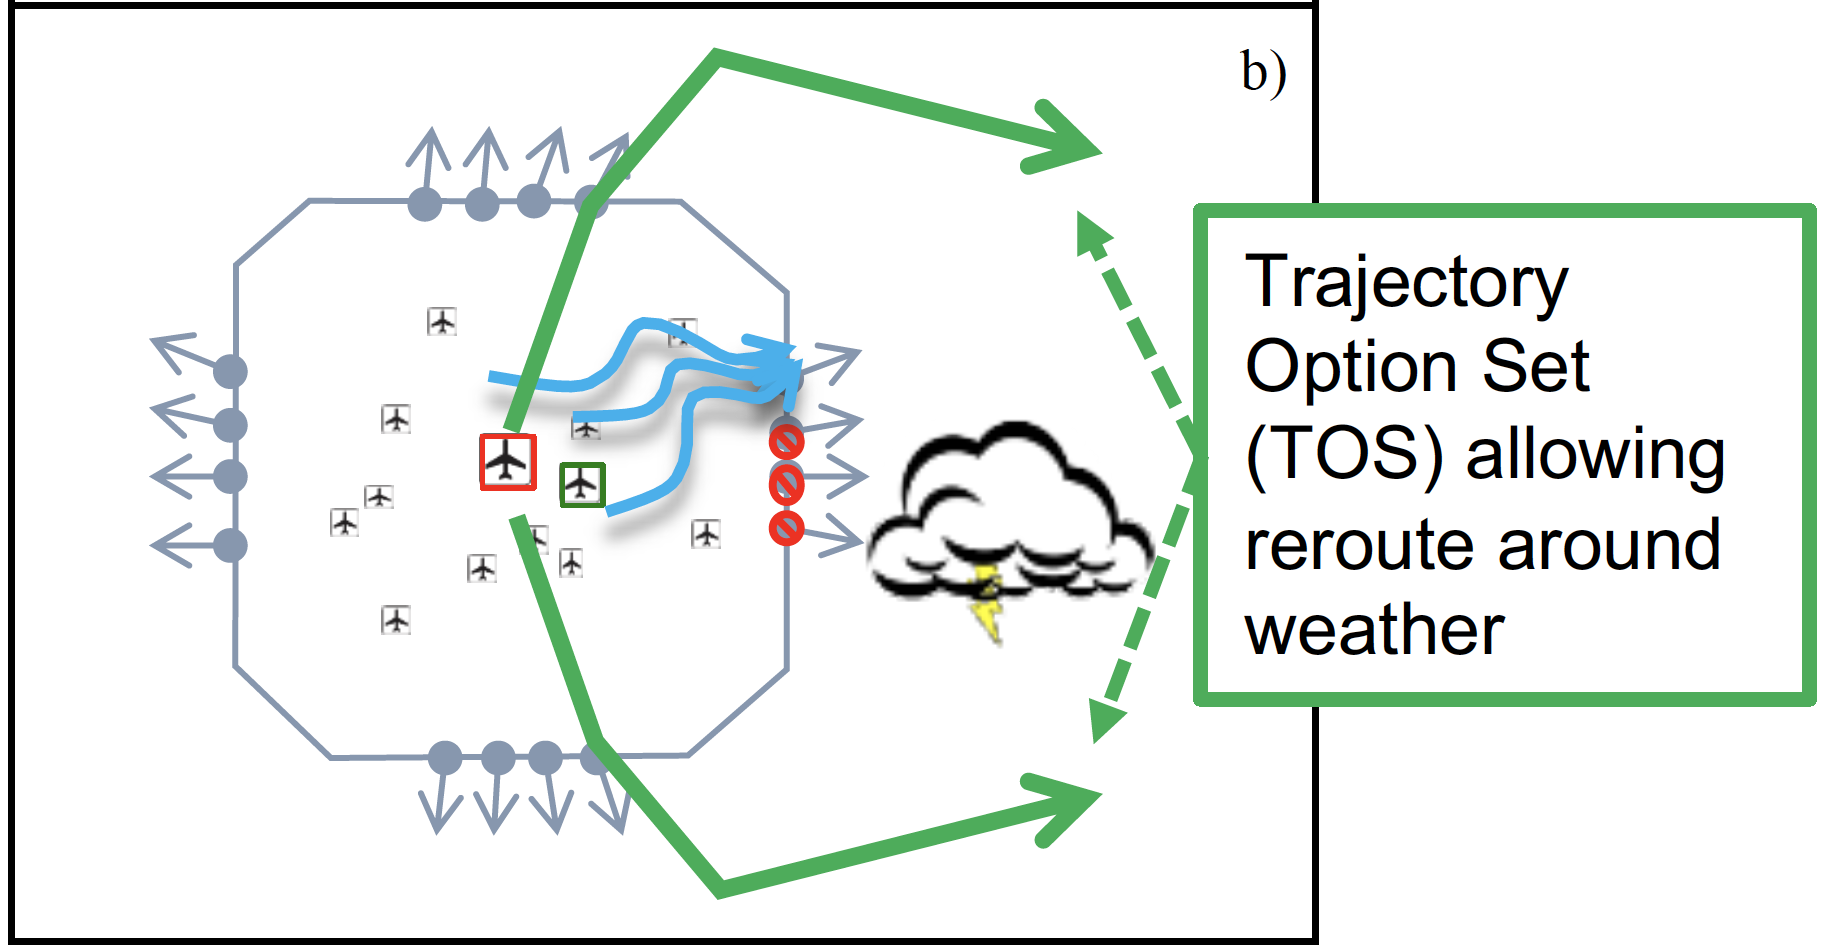 b)
Trajectory
Option Set
(TOS) allowing
reroute around
weather